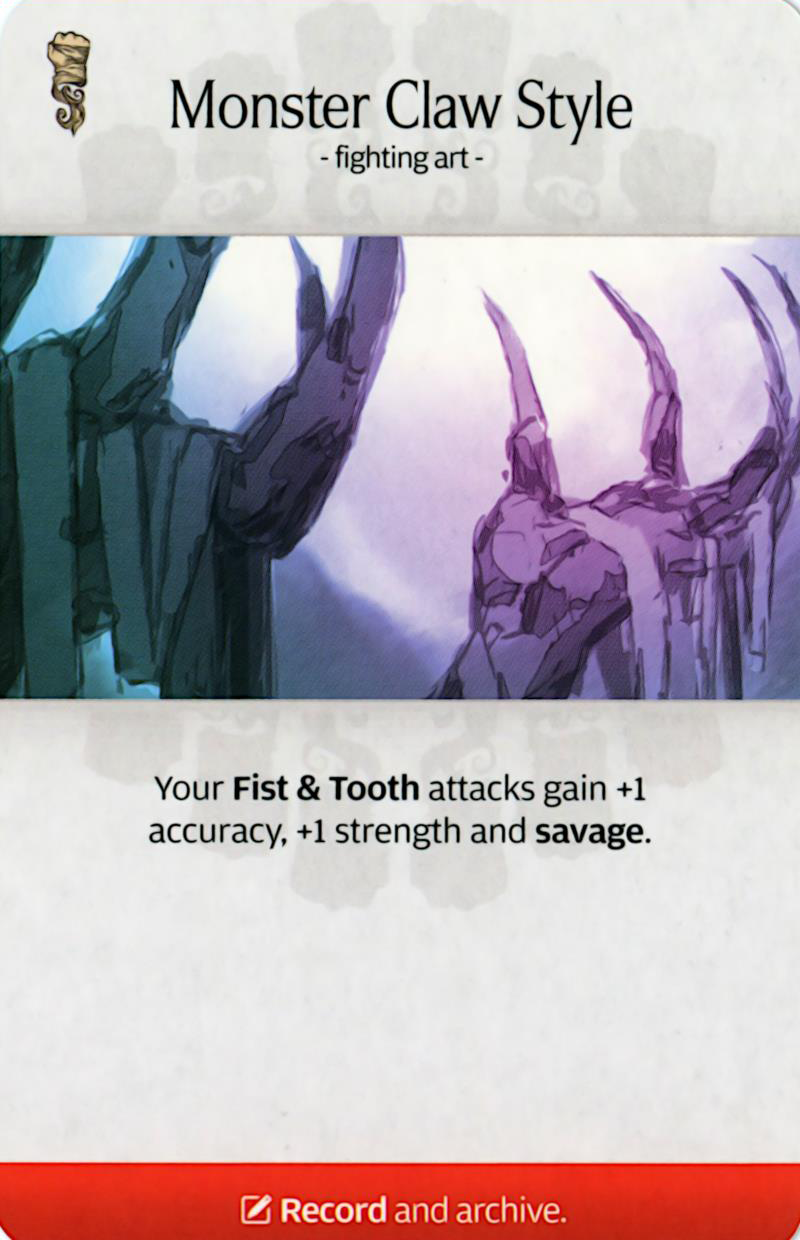 Monster Claw Style
- fighting art -
Your Fist & Tooth attacks gain +1
accuracy, +1 strength and savage.
Record and archive.